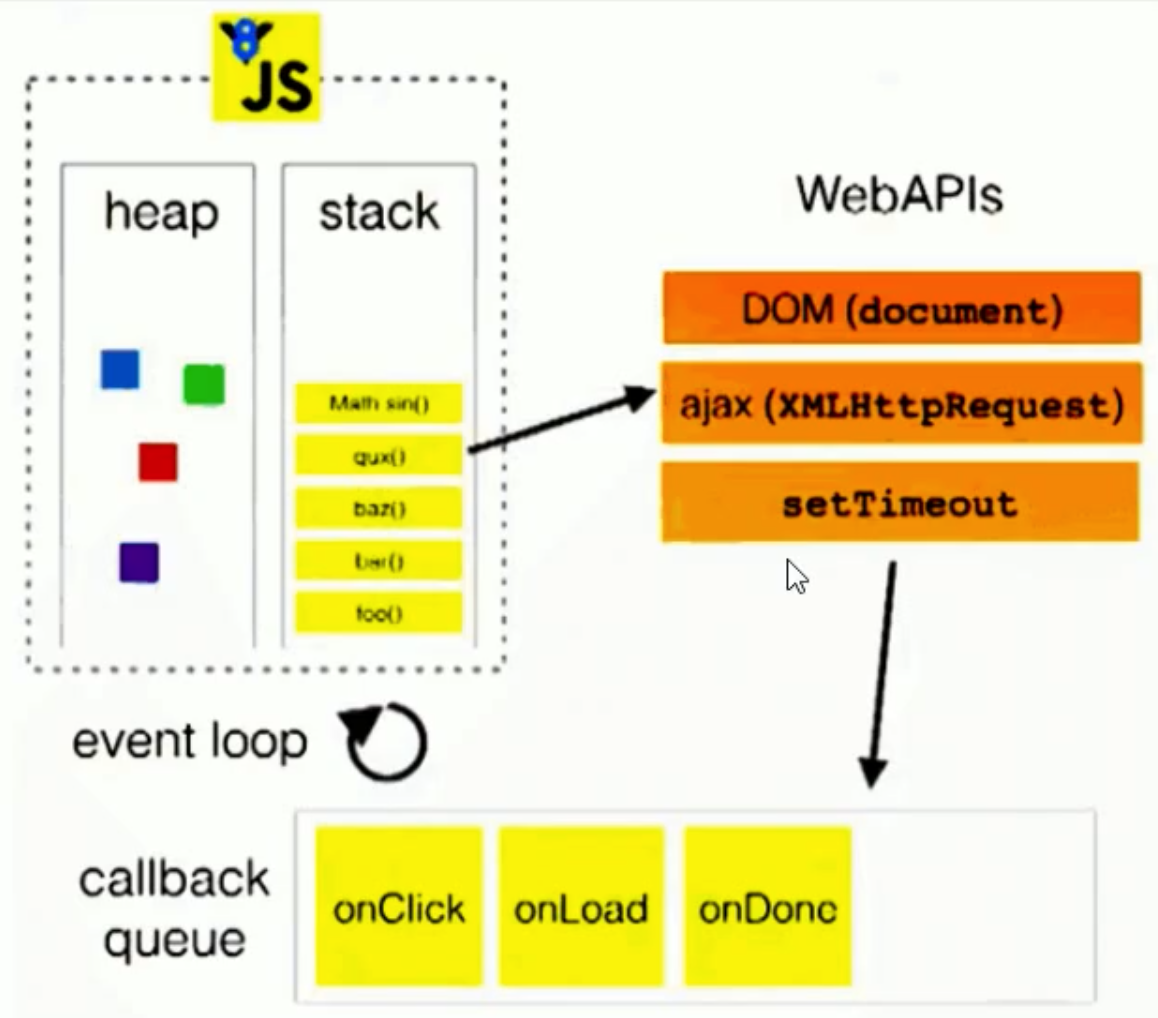 JS
heap
stack
Math sin()
qux()
baz()
bar()
foo()
WebAPIs
DOM (document)
ajax (XMLHttpRequest)
setTimeout
event loop
callback
queue
onClick
onLoad
onDone